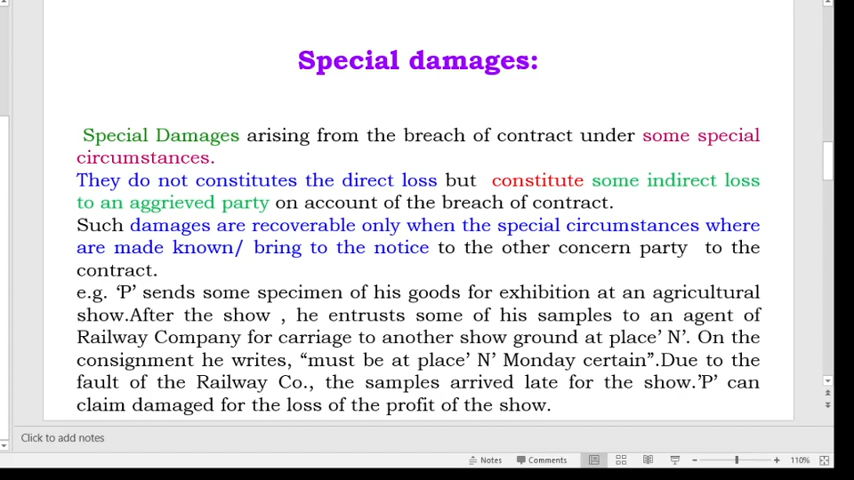 Special damages:
Special Damages arising from the breach of contract under some special
circumstances.
They do not constitutes the direct loss but constitute some indirect loss
to an aggrieved party on account of the breach of contract.
Such damages are recoverable only when the special circumstances where
are made known/ bring to the notice to the other concern party to the
contract.
e.g. ‘P’ sends some specimen of his goods for exhibition at an agricultural
show.After the show , he entrusts some of his samples to an agent of
Railway Company for carriage to another show ground at place’ N’. On the
consignment he writes, “must be at place’ N’ Monday certain”.Due to the
fault of the Railway Co., the samples arrived late for the show.’P’ can
claim damaged for the loss of the profit of the show.
Click to add notes
Notes Comments 110%